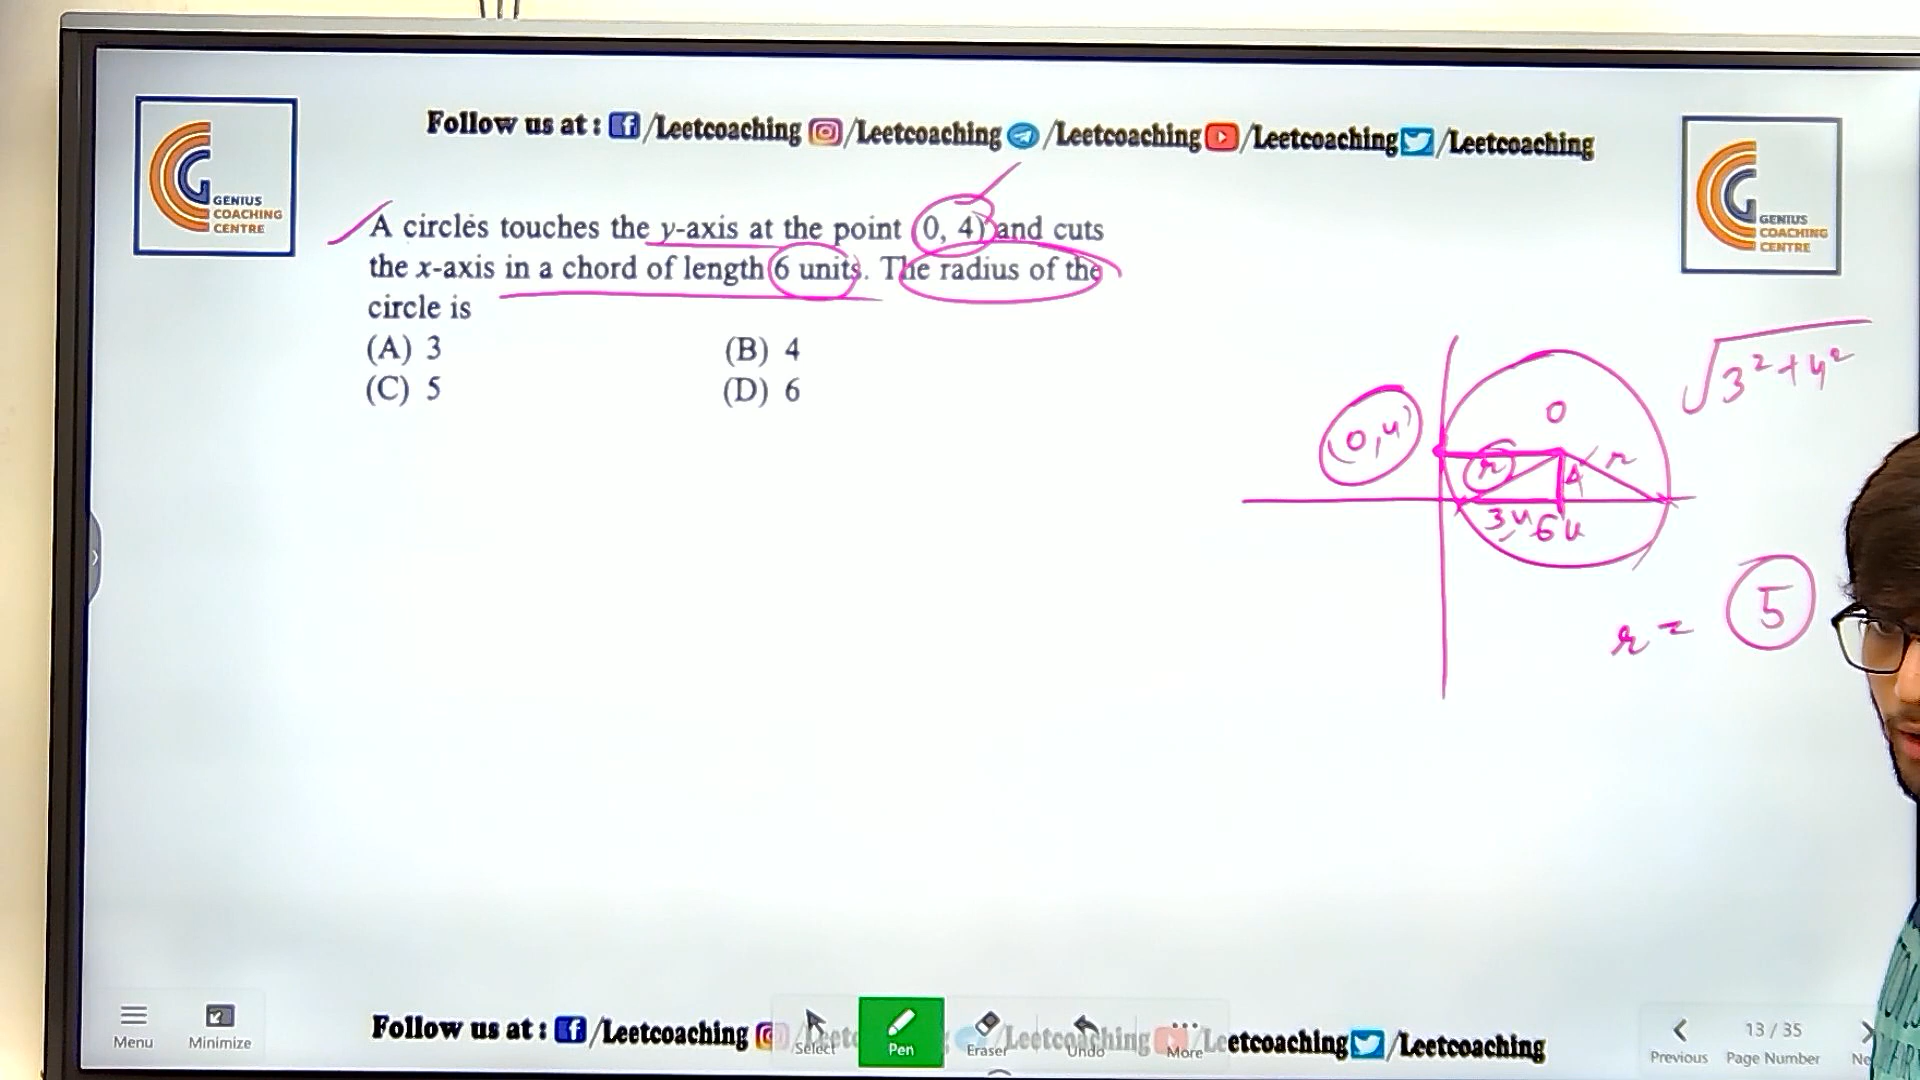 Follow us at : /Leetcoaching /Leetcoaching /Leetcoaching /Leetcoaching /Leetcoaching
GENIUS
COACHING
CENTRE
GENIUS
COACHING
CENTRE
A circles touches the y-axis at the point (0, 4) and cuts
the x-axis in a chord of length 6 units. The radius of the
circle is
(A) 3 (B) 4
(C) 5 (D) 6
√3²+4²
(0,4)
O
r
4
r
3u 6u
r = 5
Follow us at : /Leetcoaching /Leetcoaching /Leetcoaching
Menu
Minimize
Select
Pen
Eraser
Undo
More
13 / 35
Previous Page Number